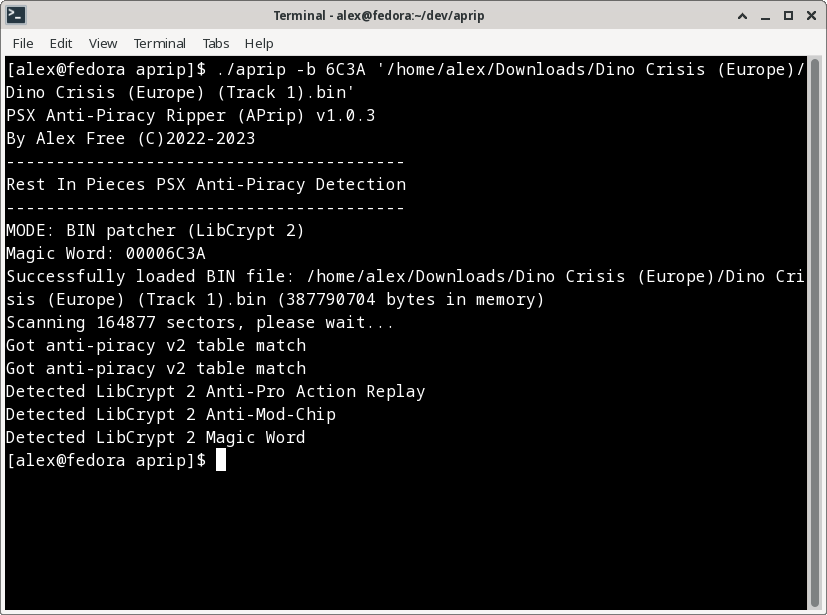 Terminal - alex@fedora:~/dev/aprip
File Edit View Terminal Tabs Help
[alex@fedora aprip]$ ./aprip -b 6C3A '/home/alex/Downloads/Dino Crisis (Europe)/
Dino Crisis (Europe) (Track 1).bin'
PSX Anti-Piracy Ripper (APrip) v1.0.3
By Alex Free (C)2022-2023
----------------------------------------
Rest In Pieces PSX Anti-Piracy Detection
----------------------------------------
MODE: BIN patcher (LibCrypt 2)
Magic Word: 00006C3A
Successfully loaded BIN file: /home/alex/Downloads/Dino Crisis (Europe)/Dino Cri
sis (Europe) (Track 1).bin (387790704 bytes in memory)
Scanning 164877 sectors, please wait...
Got anti-piracy v2 table match
Got anti-piracy v2 table match
Detected LibCrypt 2 Anti-Pro Action Replay
Detected LibCrypt 2 Anti-Mod-Chip
Detected LibCrypt 2 Magic Word
[alex@fedora aprip]$